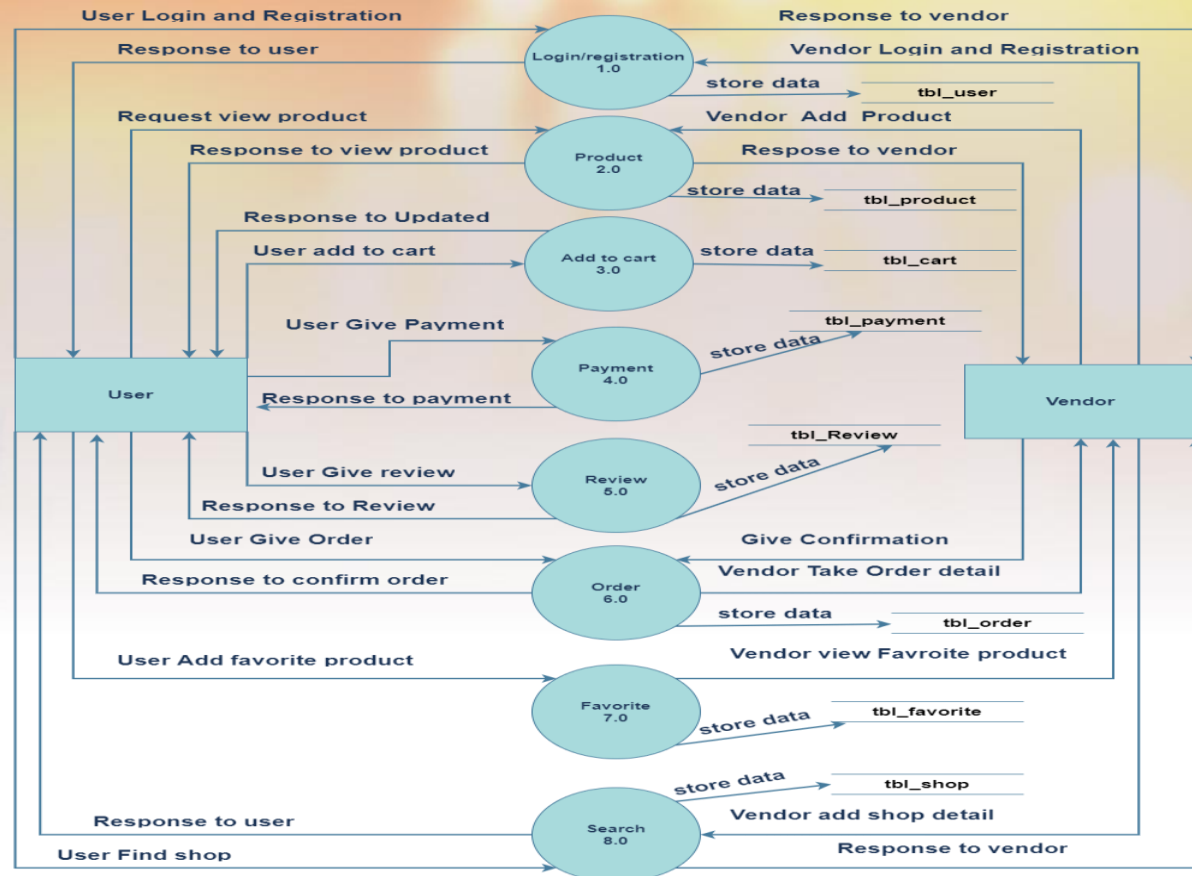 User Login and Registration
Response to vendor
Response to user
Login/registration
1.0
Vendor Login and Registration
store data
tbl_user
Request view product
Vendor Add Product
Response to view product
Product
2.0
Respose to vendor
store data
tbl_product
Response to Updated
User add to cart
Add to cart
3.0
store data
tbl_cart
User Give Payment
tbl_payment
store data
Payment
4.0
User
Response to payment
Vendor
tbl_Review
User Give review
Review
5.0
store data
Response to Review
User Give Order
Give Confirmation
Response to confirm order
Order
6.0
Vendor Take Order detail
store data
tbl_order
User Add favorite product
Vendor view Favroite product
Favorite
7.0
store data
tbl_favorite
store data
tbl_shop
Response to user
Search
8.0
Vendor add shop detail
User Find shop
Response to vendor